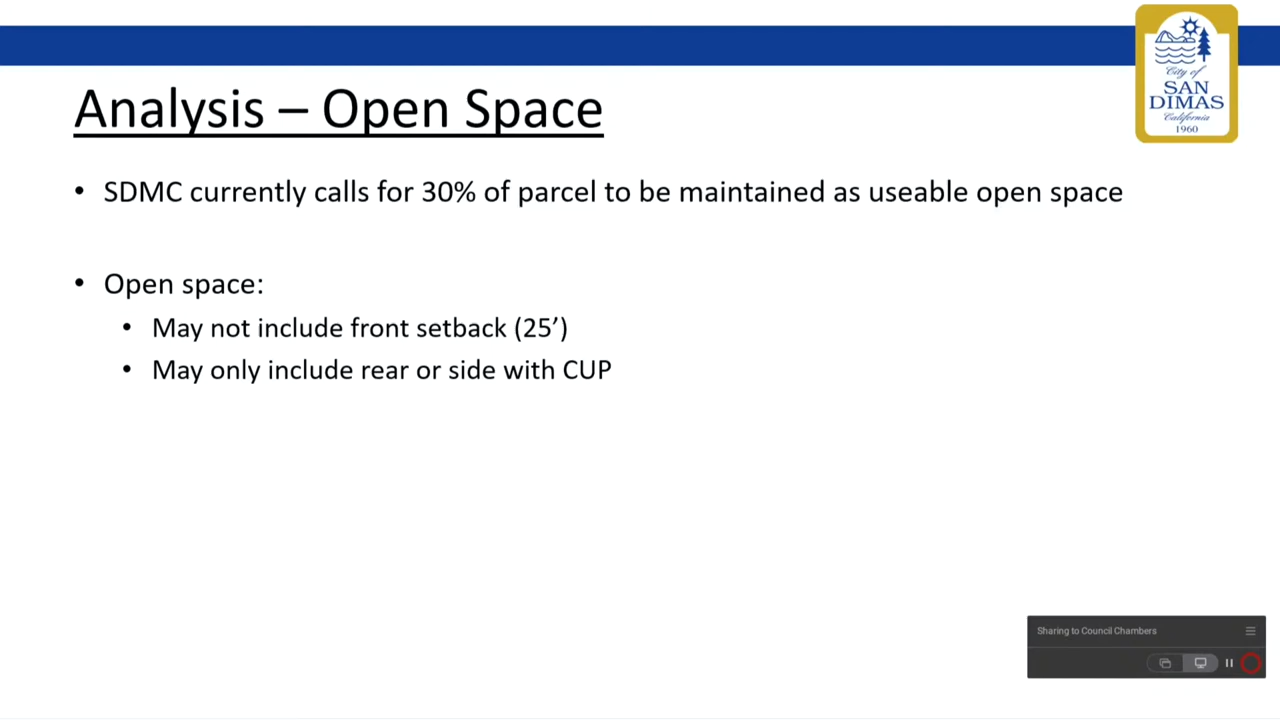 City of
SAN
DIMAS
California
1960
Analysis – Open Space
• SDMC currently calls for 30% of parcel to be maintained as useable open space
• Open space:
• May not include front setback (25’)
• May only include rear or side with CUP
Sharing to Council Chambers